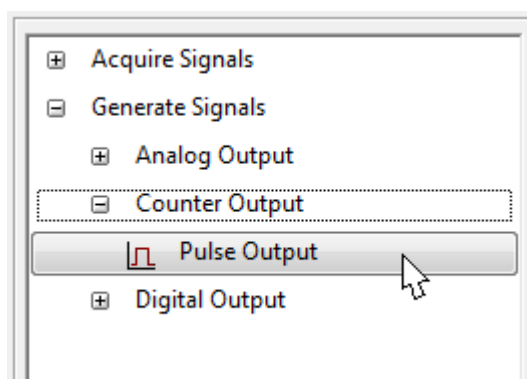 Acquire Signals
Generate Signals
Analog Output
Counter Output
Pulse Output
Digital Output